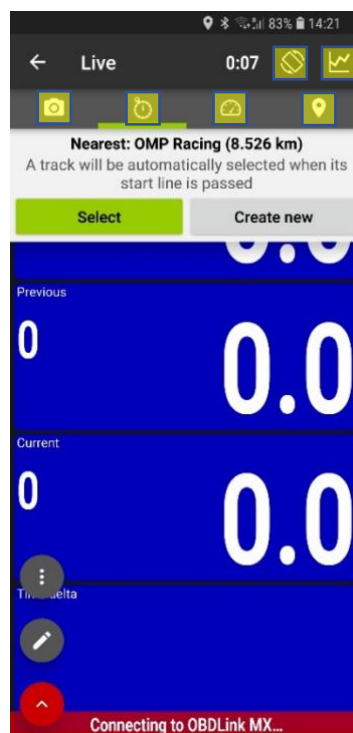 83% 14:21
Live 0:07
Nearest: OMP Racing (8.526 km)
A track will be automatically selected when its
start line is passed
Select Create new
0.0
Previous
0 0.0
Current
0 0.0
Connecting to OBDLink MX...